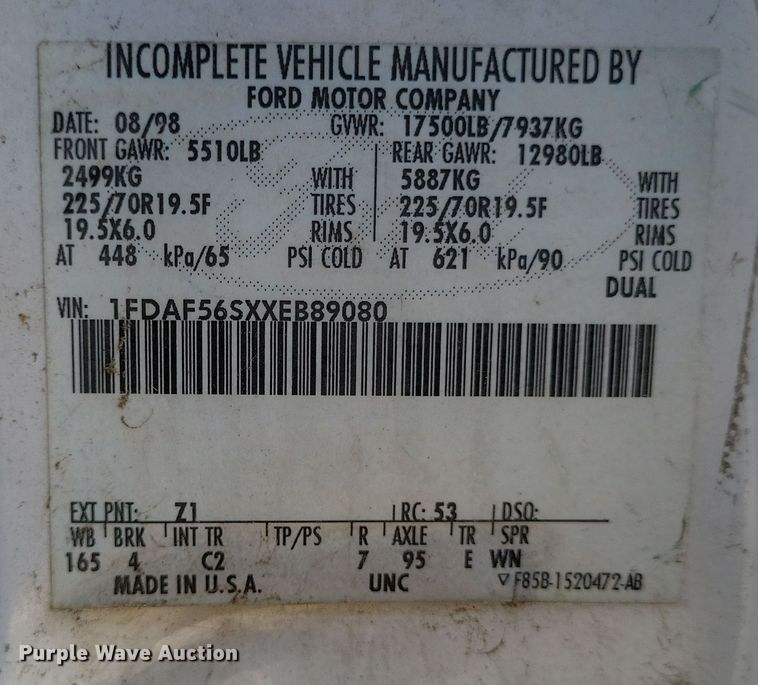 INCOMPLETE VEHICLE MANUFACTURED BY
FORD MOTOR COMPANY
DATE: 08/98 GVWR: 17500LB/7937KG
FRONT GAWR: 5510LB REAR GAWR: 12980LB
2499KG WITH 5887KG WITH
225/70R19.5F TIRES 225/70R19.5F TIRES
19.5X6.0 RIMS 19.5X6.0 RIMS
AT 448 kPa/65 PSI COLD AT 621 kPa/90 PSI COLD
DUAL
VIN: 1FDAF56SXXEB89080
EXT PNT: Z1 RC: 53 DSO:
WB BRK INT TR TP/PS R AXLE TR SPR
165 4 C2 7 95 E WN
MADE IN U.S.A. UNC ▽ F85B-1520472-AB
Purple Wave Auction